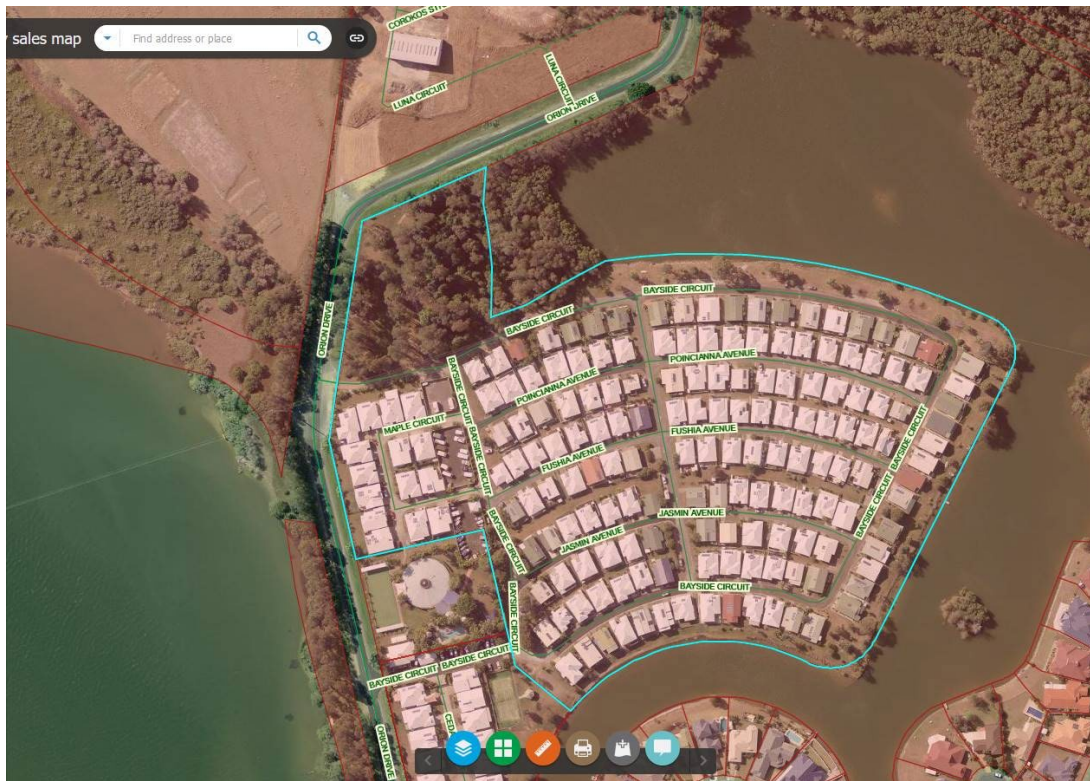 COROKOS ST
y sales map
Find address or place
LUNA CIRCUIT
LUNA CIRCUIT
ORION DRIVE
BAYSIDE CIRCUIT
BAYSIDE CIRCUIT
ORION DRIVE
POINCIANNA AVENUE
BAYSIDE CIRCUIT
POINCIANNA AVENUE
MAPLE CIRCUIT
FUSHIA AVENUE
BAYSIDE CIRCUIT
BAYSIDE CIRCUIT
FUSHIA AVENUE
BAYSIDE CIRCUIT
JASMIN AVENUE
BAYSIDE CIRCUIT
JASMIN AVENUE
BAYSIDE CIRCUIT
BAYSIDE CIRCUIT
BAYSIDE CIRCUIT
BAYSIDE CIRCUIT
BAYSIDE CIRCUIT
CEDA
ORION DRIVE